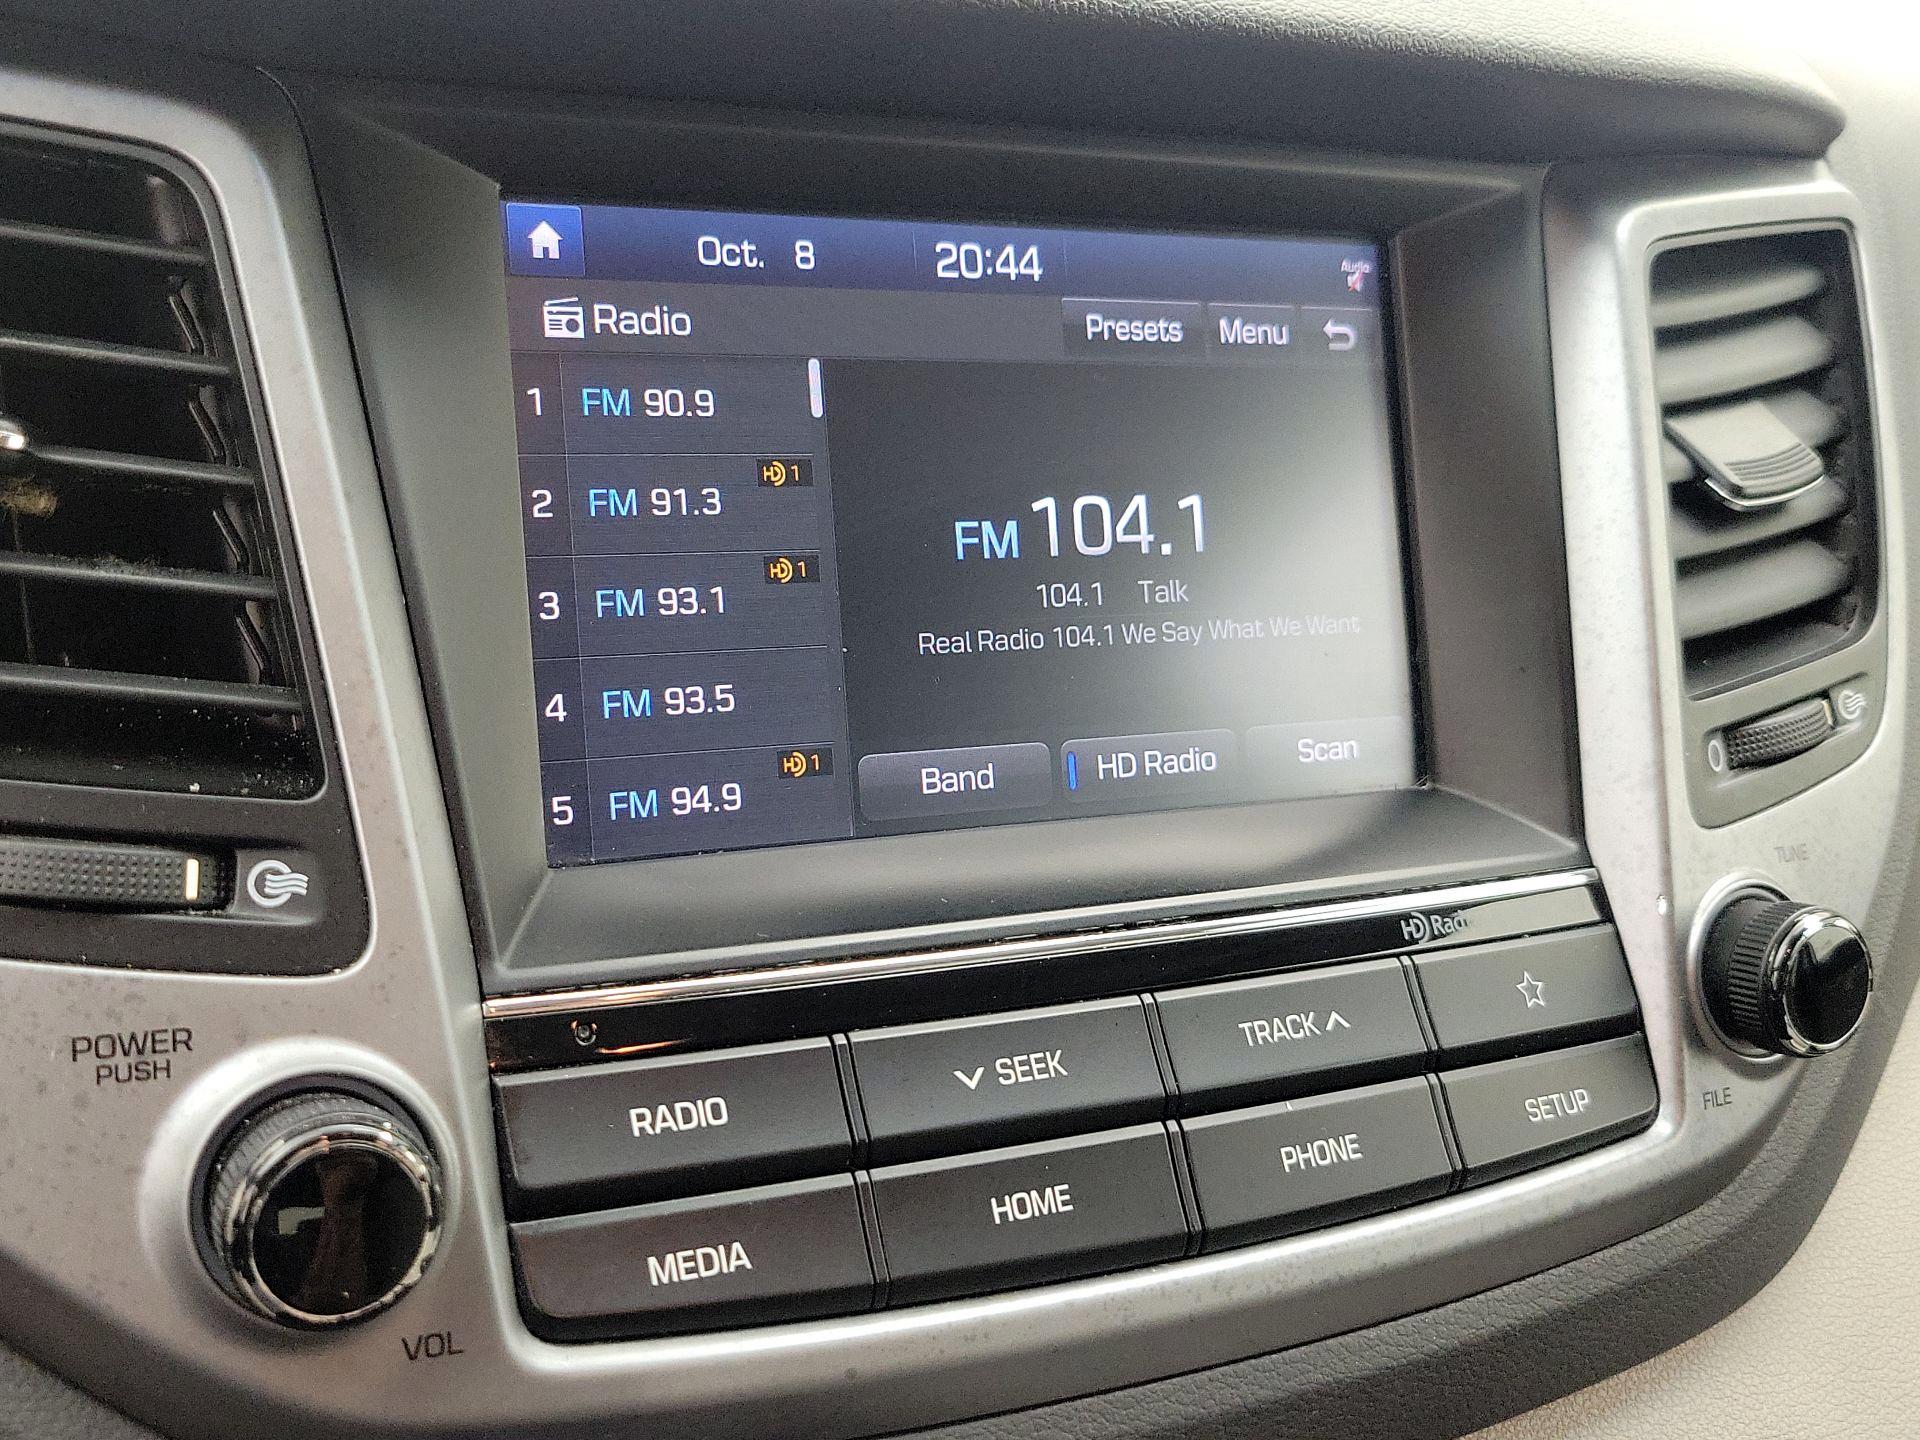 Oct. 8 20:44 Audio
Radio Presets Menu
1 FM 90.9
2 FM 91.3 HD 1
3 FM 93.1 HD 1
4 FM 93.5
5 FM 94.9 HD 1
FM 104.1
104.1 Talk
Real Radio 104.1 We Say What We Want
Band HD Radio Scan
HD Radi
POWER
PUSH
VOL
RADIO SEEK TRACK
MEDIA HOME PHONE SETUP
TUNE
FILE
0